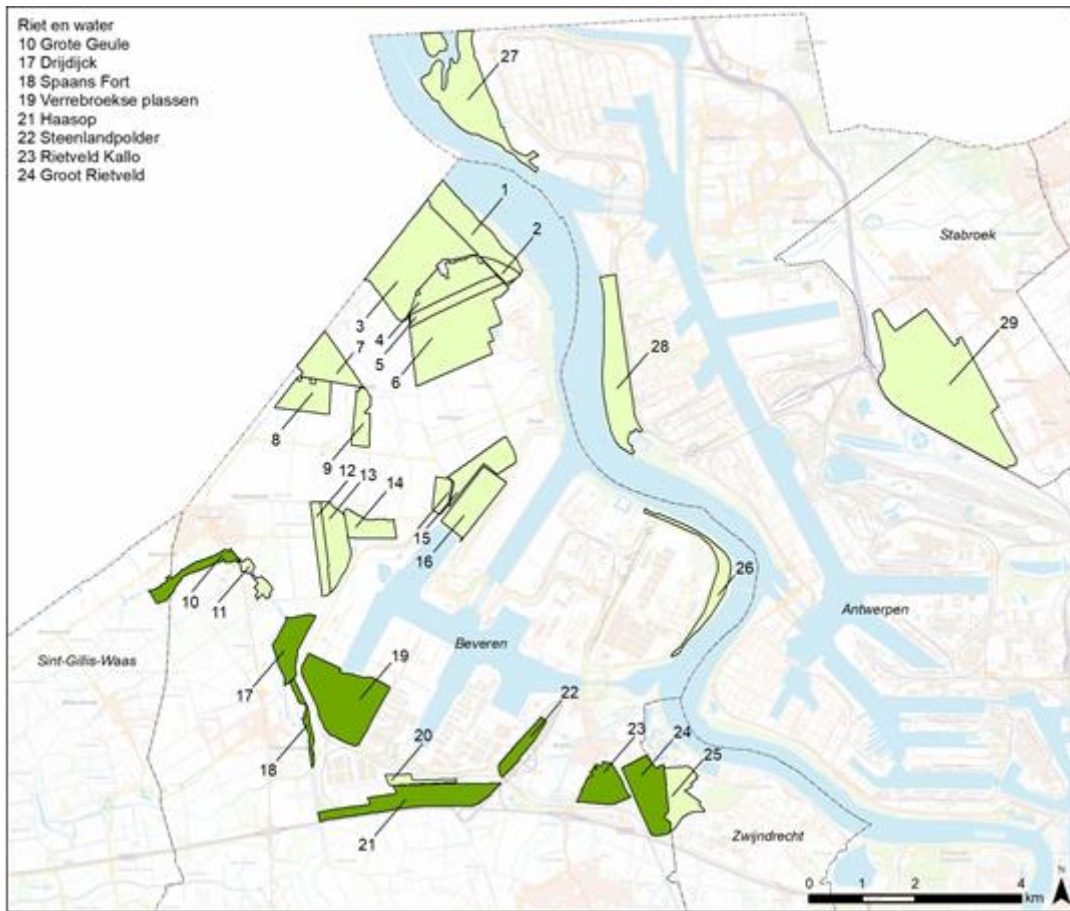 Riet en water
10 Grote Geule
17 Drijdijck
18 Spaans Fort
19 Verrebroekse plassen
21 Haasop
22 Steenlandpolder
23 Rietveld Kallo
24 Groot Rietveld
27
1
2
Stabroek
3
4
5
6
7
28
29
8
9
12
13
14
15
16
10
11
26
Antwerpen
Beveren
Sint-Gillis-Waas
17
19
22
18
20
23
24
25
21
Zwijndrecht
N
0 1 2 4
km